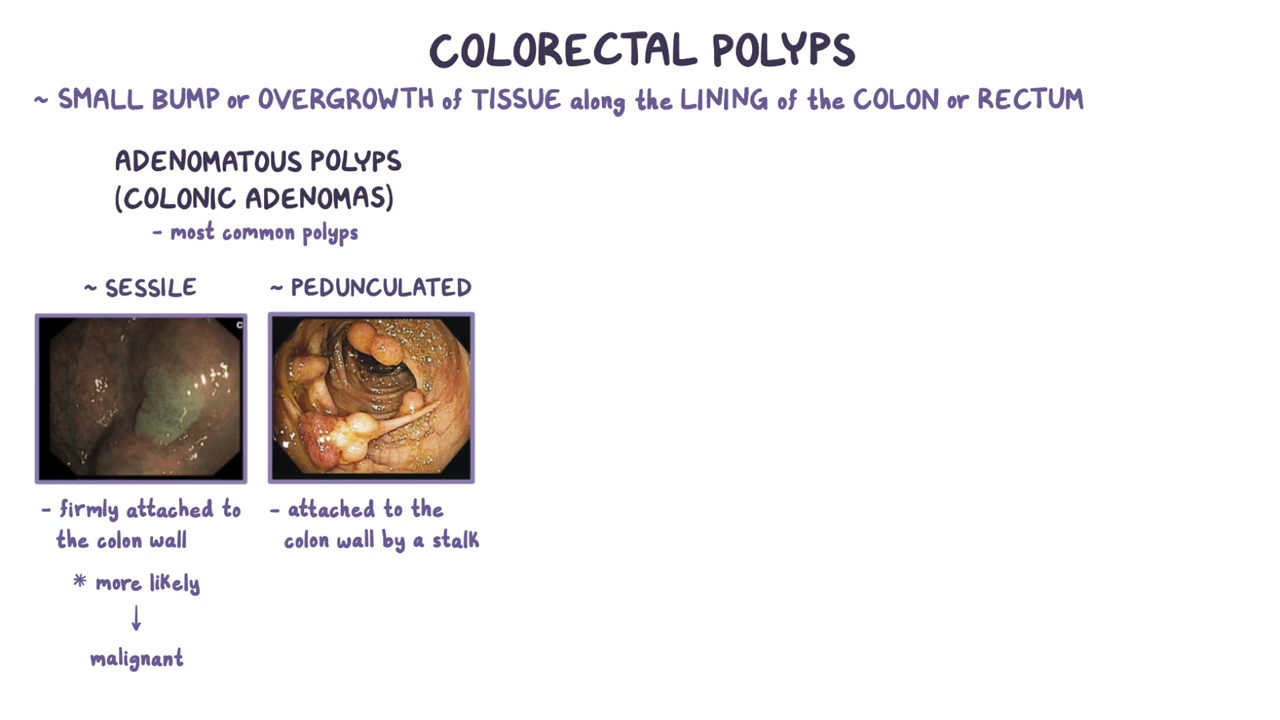 COLORECTAL POLYPS
~ SMALL BUMP or OVERGROWTH of TISSUE along the LINING of the COLON or RECTUM
ADENOMATOUS POLYPS
(COLONIC ADENOMAS)
- most common polyps
~ SESSILE
~ PEDUNCULATED
c
- firmly attached to
the colon wall
- attached to the
colon wall by a stalk
* more likely
↓
malignant